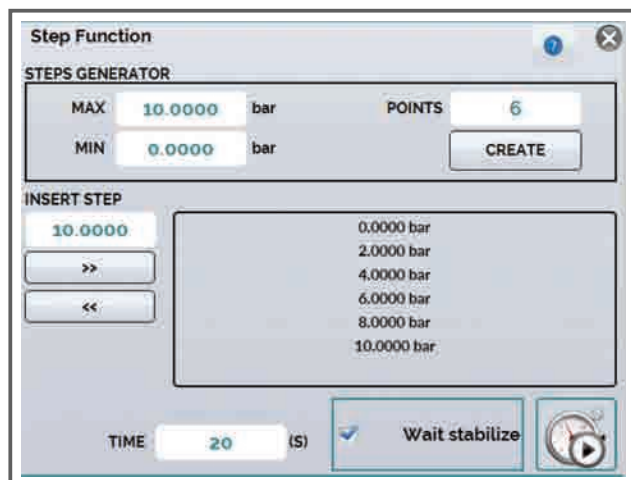 Step Function
STEPS GENERATOR
MAX 10.0000 bar POINTS 6
MIN 0.0000 bar CREATE
INSERT STEP
10.0000
>>
<<
0.0000 bar
2.0000 bar
4.0000 bar
6.0000 bar
8.0000 bar
10.0000 bar
TIME 20 (S) Wait stabilize